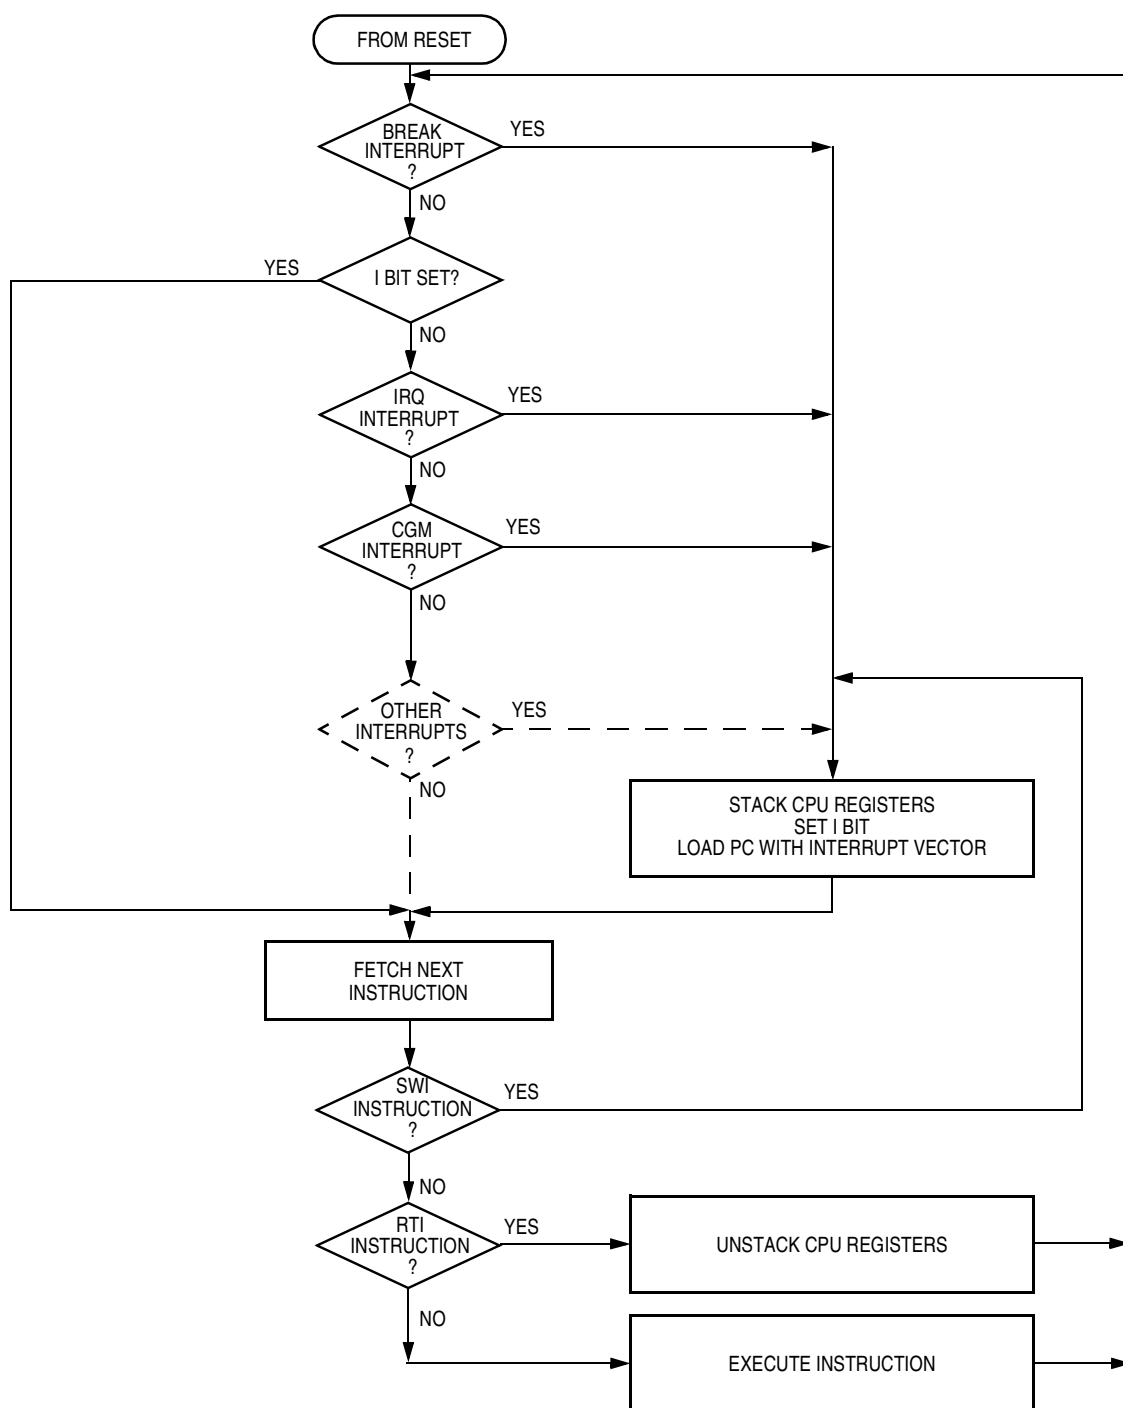 FROM RESET
BREAK
INTERRUPT
?
YES
NO
YES
I BIT SET?
NO
IRQ
INTERRUPT
?
YES
NO
CGM
INTERRUPT
?
YES
NO
OTHER
INTERRUPTS
?
YES
NO
STACK CPU REGISTERS
SET I BIT
LOAD PC WITH INTERRUPT VECTOR
FETCH NEXT
INSTRUCTION
SWI
INSTRUCTION
?
YES
NO
RTI
INSTRUCTION
?
YES
UNSTACK CPU REGISTERS
NO
EXECUTE INSTRUCTION